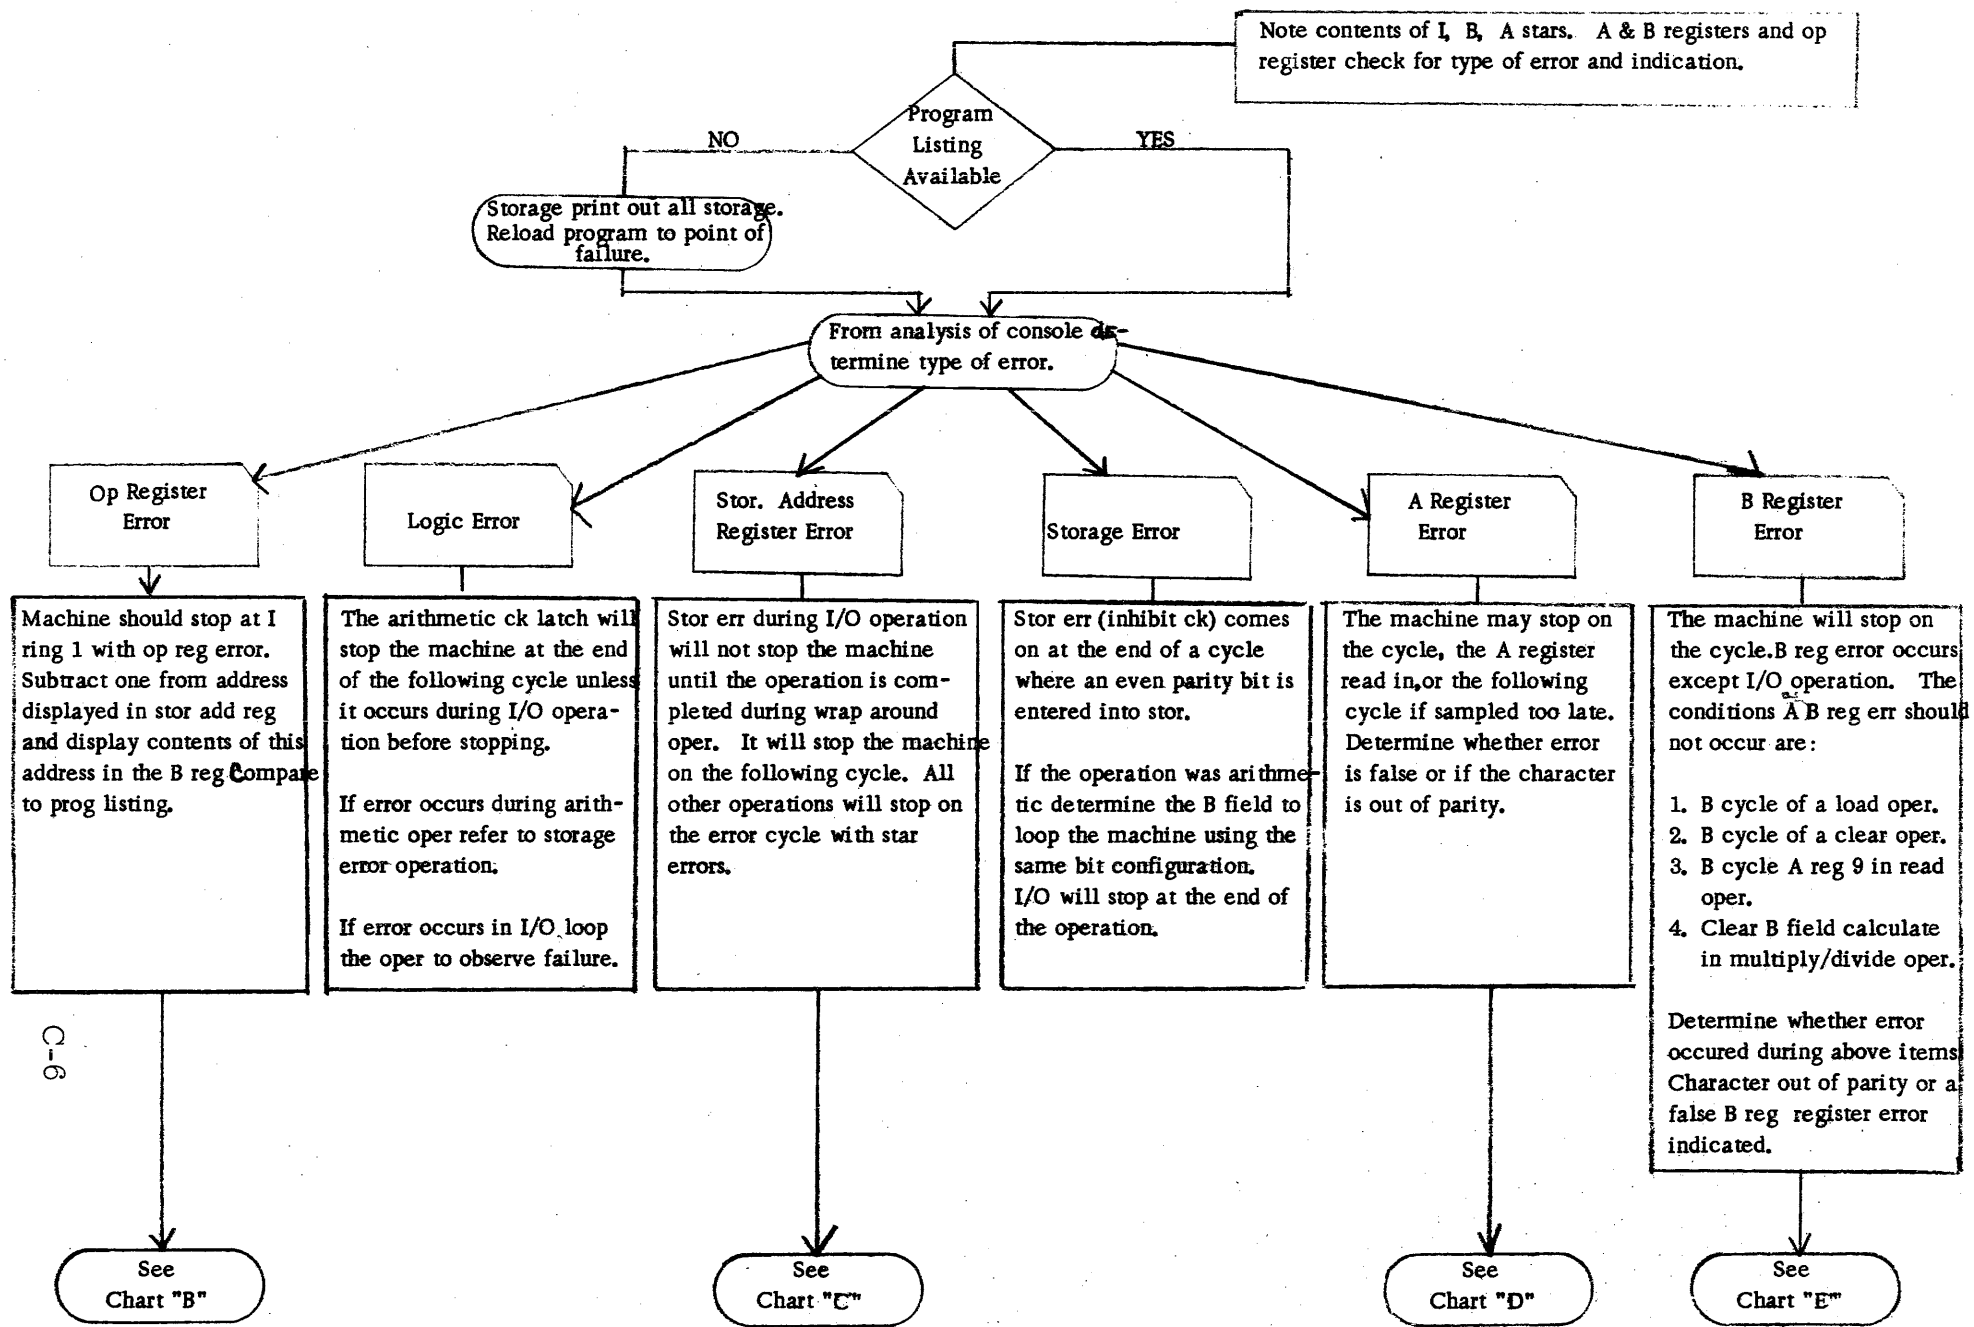 Note contents of I, B, A stars. A & B registers and op
register check for type of error and indication.
Program
Listing
Available
NO
YES
Storage print out all storage.
Reload program to point of
failure.
From analysis of console de-
termine type of error.
Op Register
Error
Logic Error
Stor. Address
Register Error
Storage Error
A Register
Error
B Register
Error
Machine should stop at I
ring 1 with op reg error.
Subtract one from address
displayed in stor add reg
and display contents of this
address in the B reg Compare
to prog listing.
The arithmetic ck latch will
stop the machine at the end
of the following cycle unless
it occurs during I/O opera-
tion before stopping.
If error occurs during arith-
metic oper refer to storage
error operation.
If error occurs in I/O loop
the oper to observe failure.
Stor err during I/O operation
will not stop the machine
until the operation is com-
pleted during wrap around
oper. It will stop the machine
on the following cycle. All
other operations will stop on
the error cycle with star
errors.
Stor err (inhibit ck) comes
on at the end of a cycle
where an even parity bit is
entered into stor.
If the operation was arithme-
tic determine the B field to
loop the machine using the
same bit configuration.
I/O will stop at the end of
the operation.
The machine may stop on
the cycle, the A register
read in, or the following
cycle if sampled too late.
Determine whether error
is false or if the character
is out of parity.
The machine will stop on
the cycle. B reg error occurs
except I/O operation. The
conditions A B reg err should
not occur are:
1. B cycle of a load oper.
2. B cycle of a clear oper.
3. B cycle A reg 9 in read
oper.
4. Clear B field calculate
in multiply/divide oper.
Determine whether error
occured during above items
Character out of parity or a
false B reg register error
indicated.
C-6
See
Chart "B"
See
Chart "C"
See
Chart "D"
See
Chart "E"